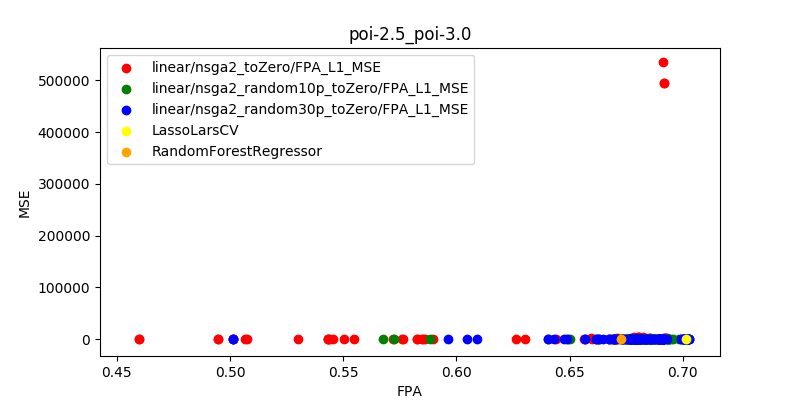 poi-2.5_poi-3.0
linear/nsga2_toZero/FPA_L1_MSE
linear/nsga2_random10p_toZero/FPA_L1_MSE
linear/nsga2_random30p_toZero/FPA_L1_MSE
LassoLarsCV
RandomForestRegressor
MSE
500000
400000
300000
200000
100000
0
0.45 0.50 0.55 0.60 0.65 0.70
FPA